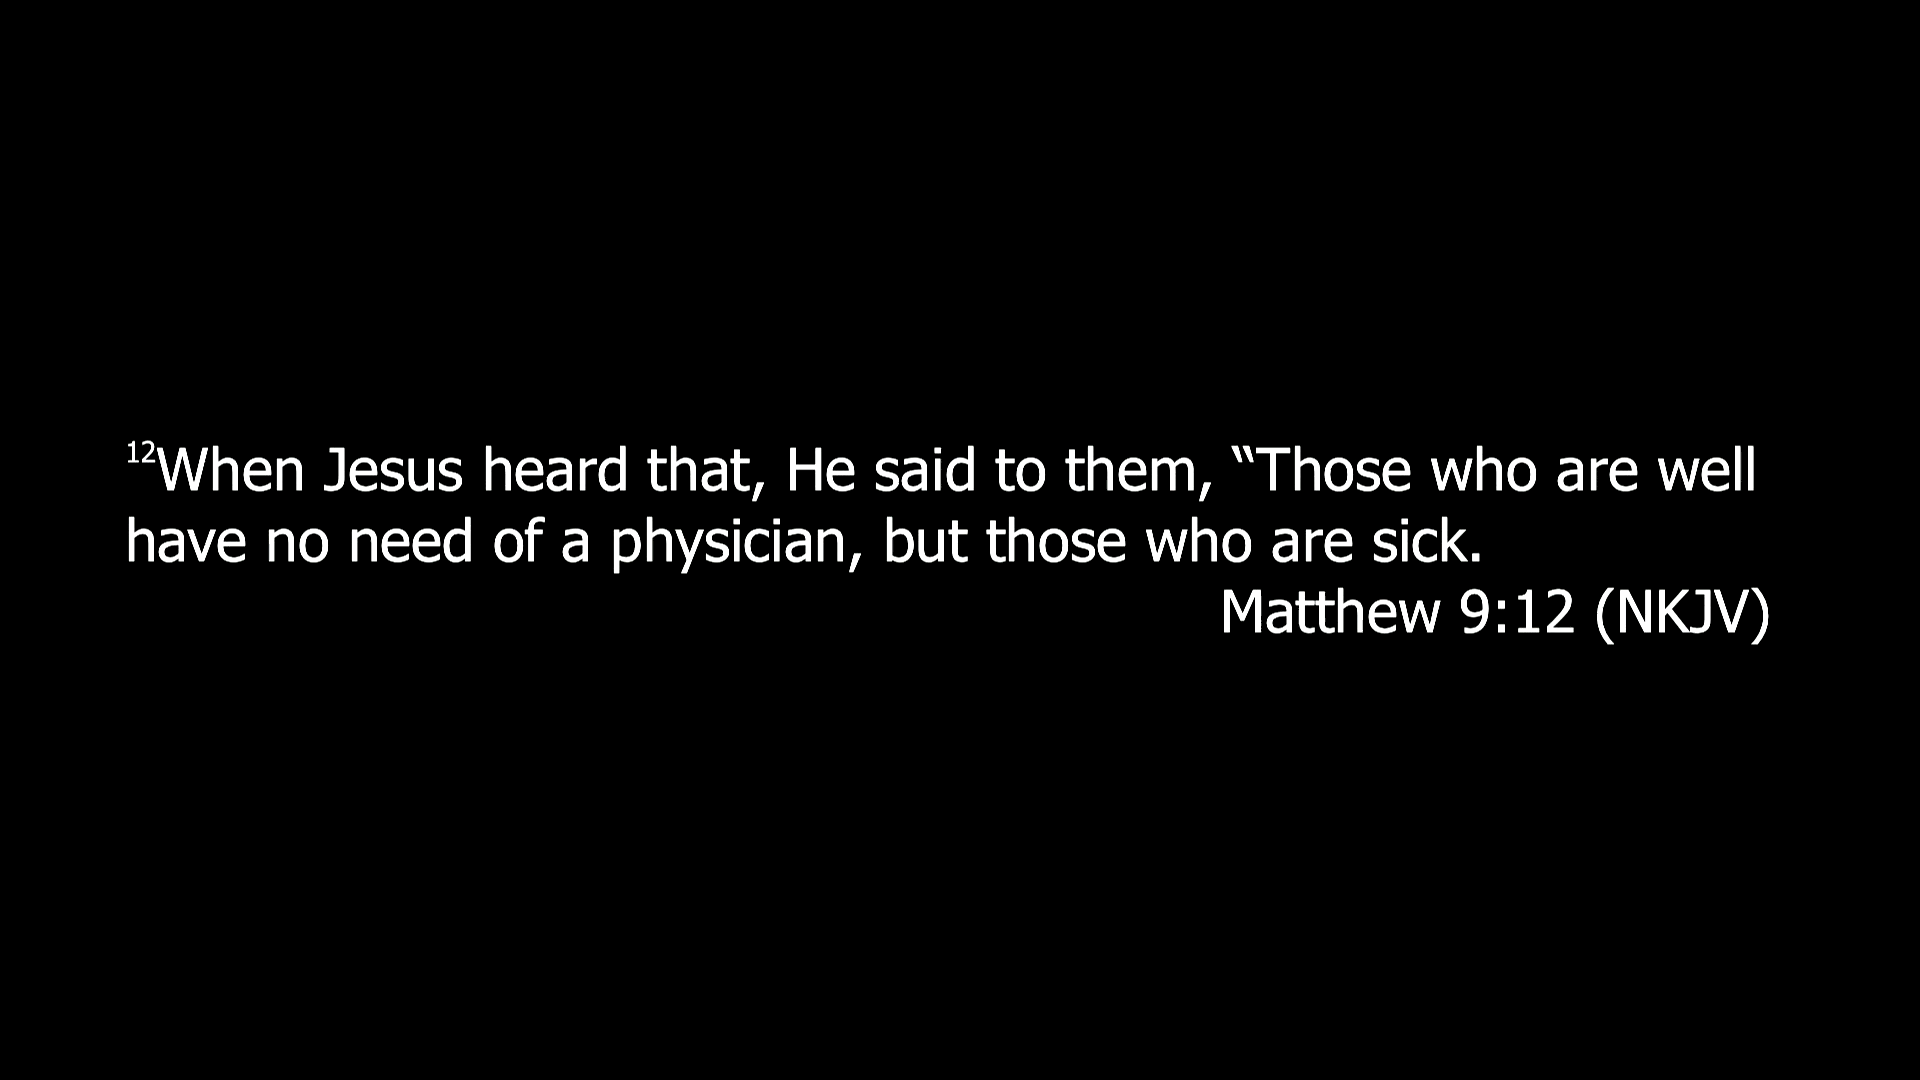 12When Jesus heard that, He said to them, “Those who are well
have no need of a physician, but those who are sick.
Matthew 9:12 (NKJV)